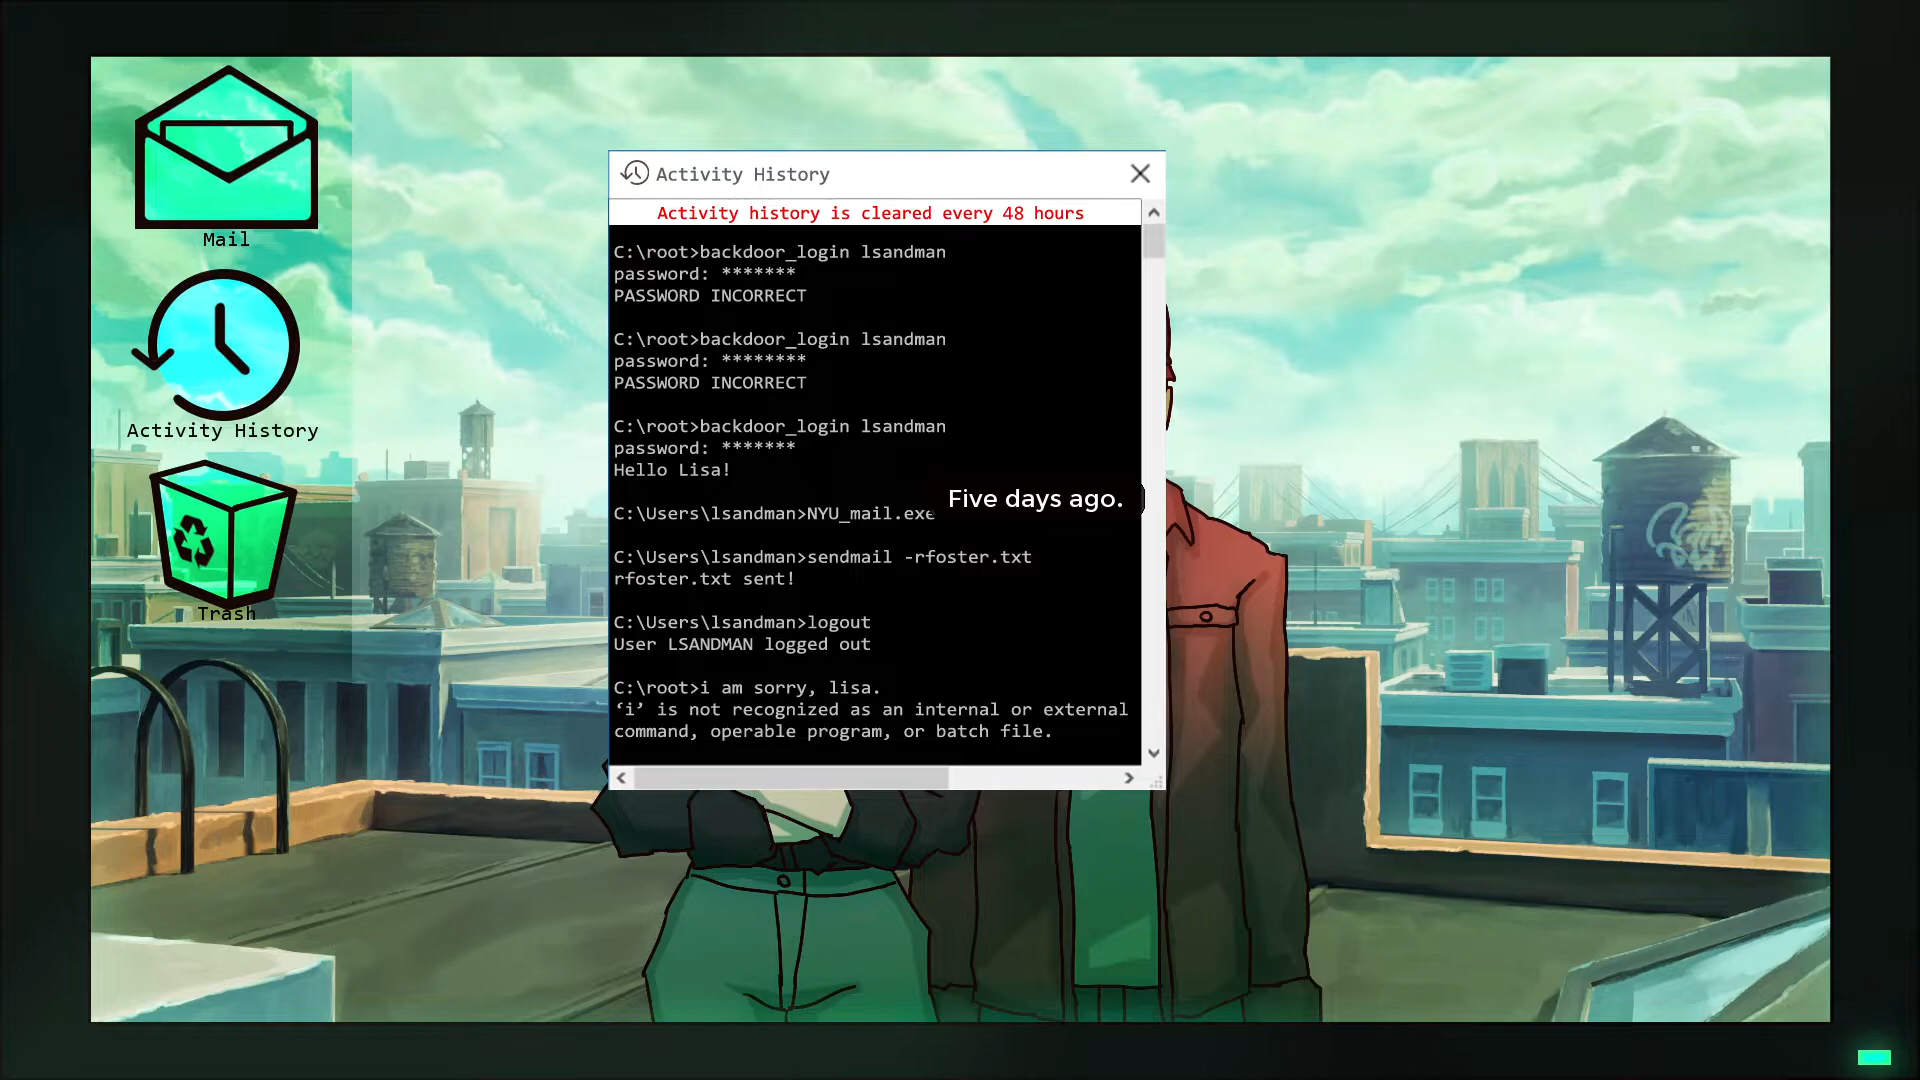 Mail
Activity History
Trash
Activity History
Activity history is cleared every 48 hours
C:\root>backdoor_login lsandman
password: *******
PASSWORD INCORRECT
C:\root>backdoor_login lsandman
password: ********
PASSWORD INCORRECT
C:\root>backdoor_login lsandman
password: *******
Hello Lisa!
Five days ago.
C:\Users\lsandman>NYU_mail.exe
C:\Users\lsandman>sendmail -rfoster.txt
rfoster.txt sent!
C:\Users\lsandman>logout
User LSANDMAN logged out
C:\root>i am sorry, lisa.
‘i’ is not recognized as an internal or external
command, operable program, or batch file.